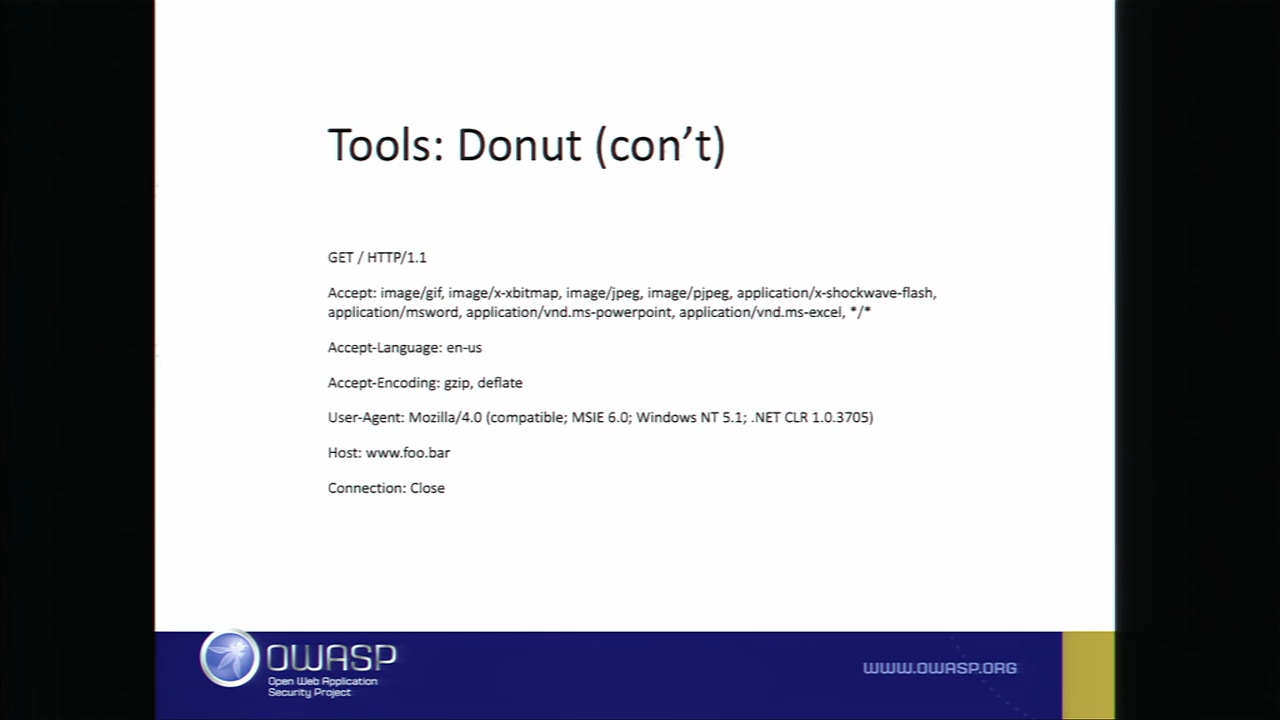 Tools: Donut (con’t)
GET / HTTP/1.1
Accept: image/gif, image/x-xbitmap, image/jpeg, image/pjpeg, application/x-shockwave-flash,
application/msword, application/vnd.ms-powerpoint, application/vnd.ms-excel, */*
Accept-Language: en-us
Accept-Encoding: gzip, deflate
User-Agent: Mozilla/4.0 (compatible; MSIE 6.0; Windows NT 5.1; .NET CLR 1.0.3705)
Host: www.foo.bar
Connection: Close
OWASP
Open Web Application
Security Project
WWW.OWASP.ORG